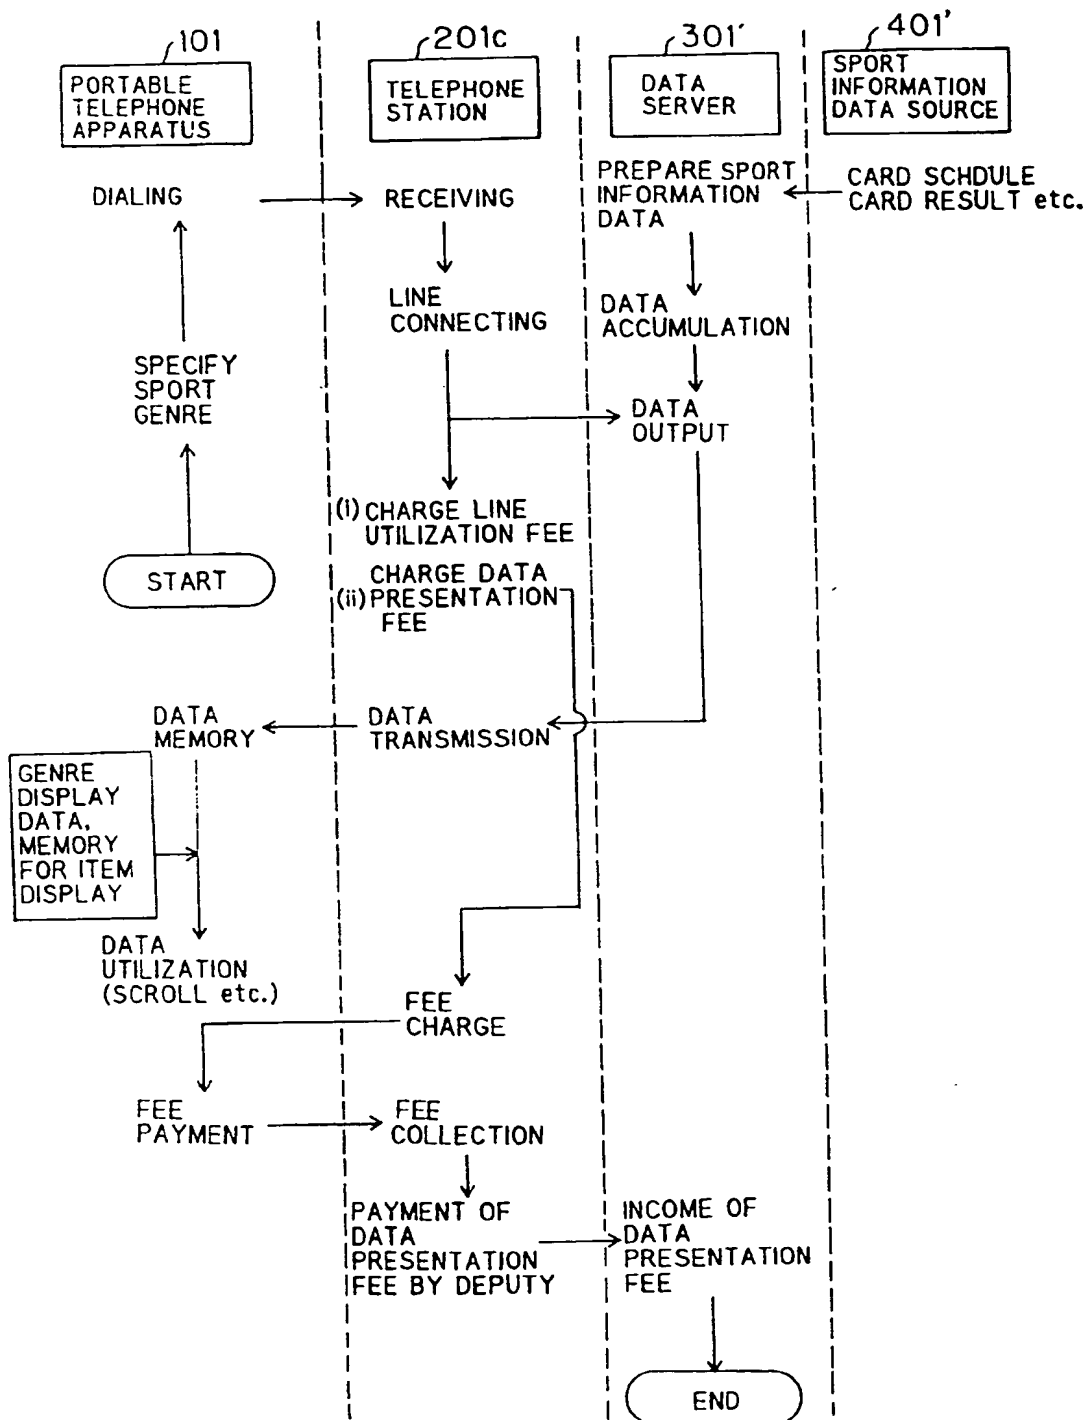 101
201c
301'
401'
PORTABLE
TELEPHONE
APPARATUS
TELEPHONE
STATION
DATA
SERVER
SPORT
INFORMATION
DATA SOURCE
DIALING
RECEIVING
PREPARE SPORT
INFORMATION
DATA
CARD SCHDULE
CARD RESULT etc.
LINE
CONNECTING
DATA
ACCUMULATION
SPECIFY
SPORT
GENRE
DATA
OUTPUT
(i) CHARGE LINE
UTILIZATION FEE
START
CHARGE DATA
(ii) PRESENTATION
FEE
DATA
MEMORY
DATA
TRANSMISSION
GENRE
DISPLAY
DATA,
MEMORY
FOR ITEM
DISPLAY
DATA
UTILIZATION
(SCROLL etc.)
FEE
CHARGE
FEE
PAYMENT
FEE
COLLECTION
PAYMENT OF
DATA
PRESENTATION
FEE BY DEPUTY
INCOME OF
DATA
PRESENTATION
FEE
END